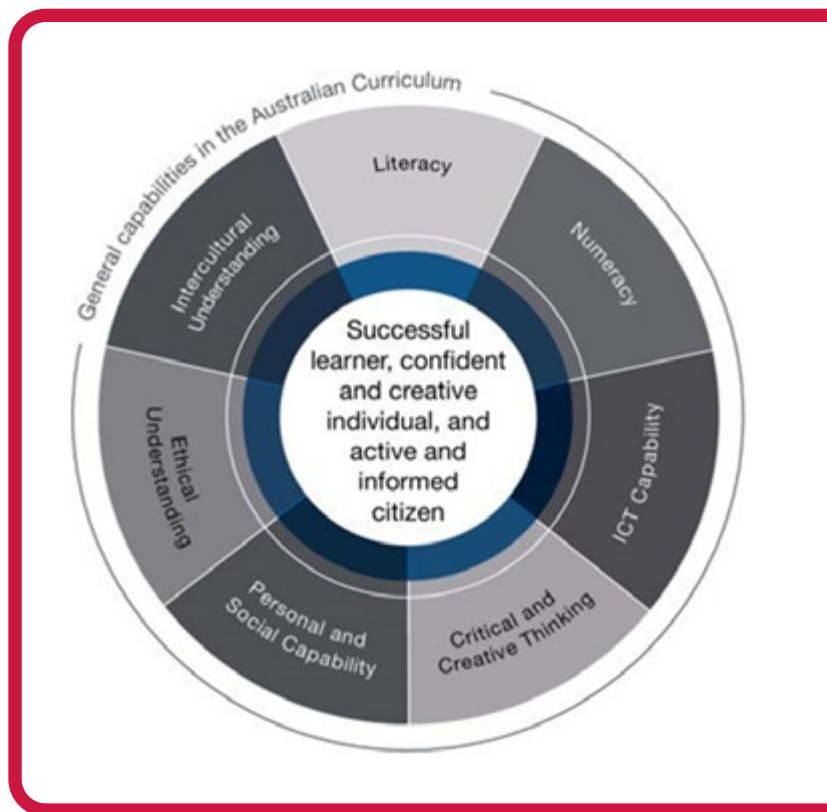 General capabilities in the Australian Curriculum
Literacy
Numeracy
ICT Capability
Critical and
Creative Thinking
Personal and
Social Capability
Ethical
Understanding
Intercultural
Understanding
Successful
learner, confident
and creative
individual, and
active and
informed
citizen